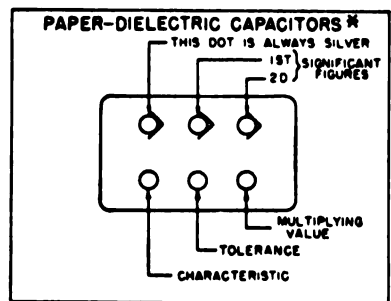 PAPER-DIELECTRIC CAPACITORS*
THIS DOT IS ALWAYS SILVER
1ST } SIGNIFICANT
2D } FIGURES
MULTIPLYING
VALUE
TOLERANCE
CHARACTERISTIC